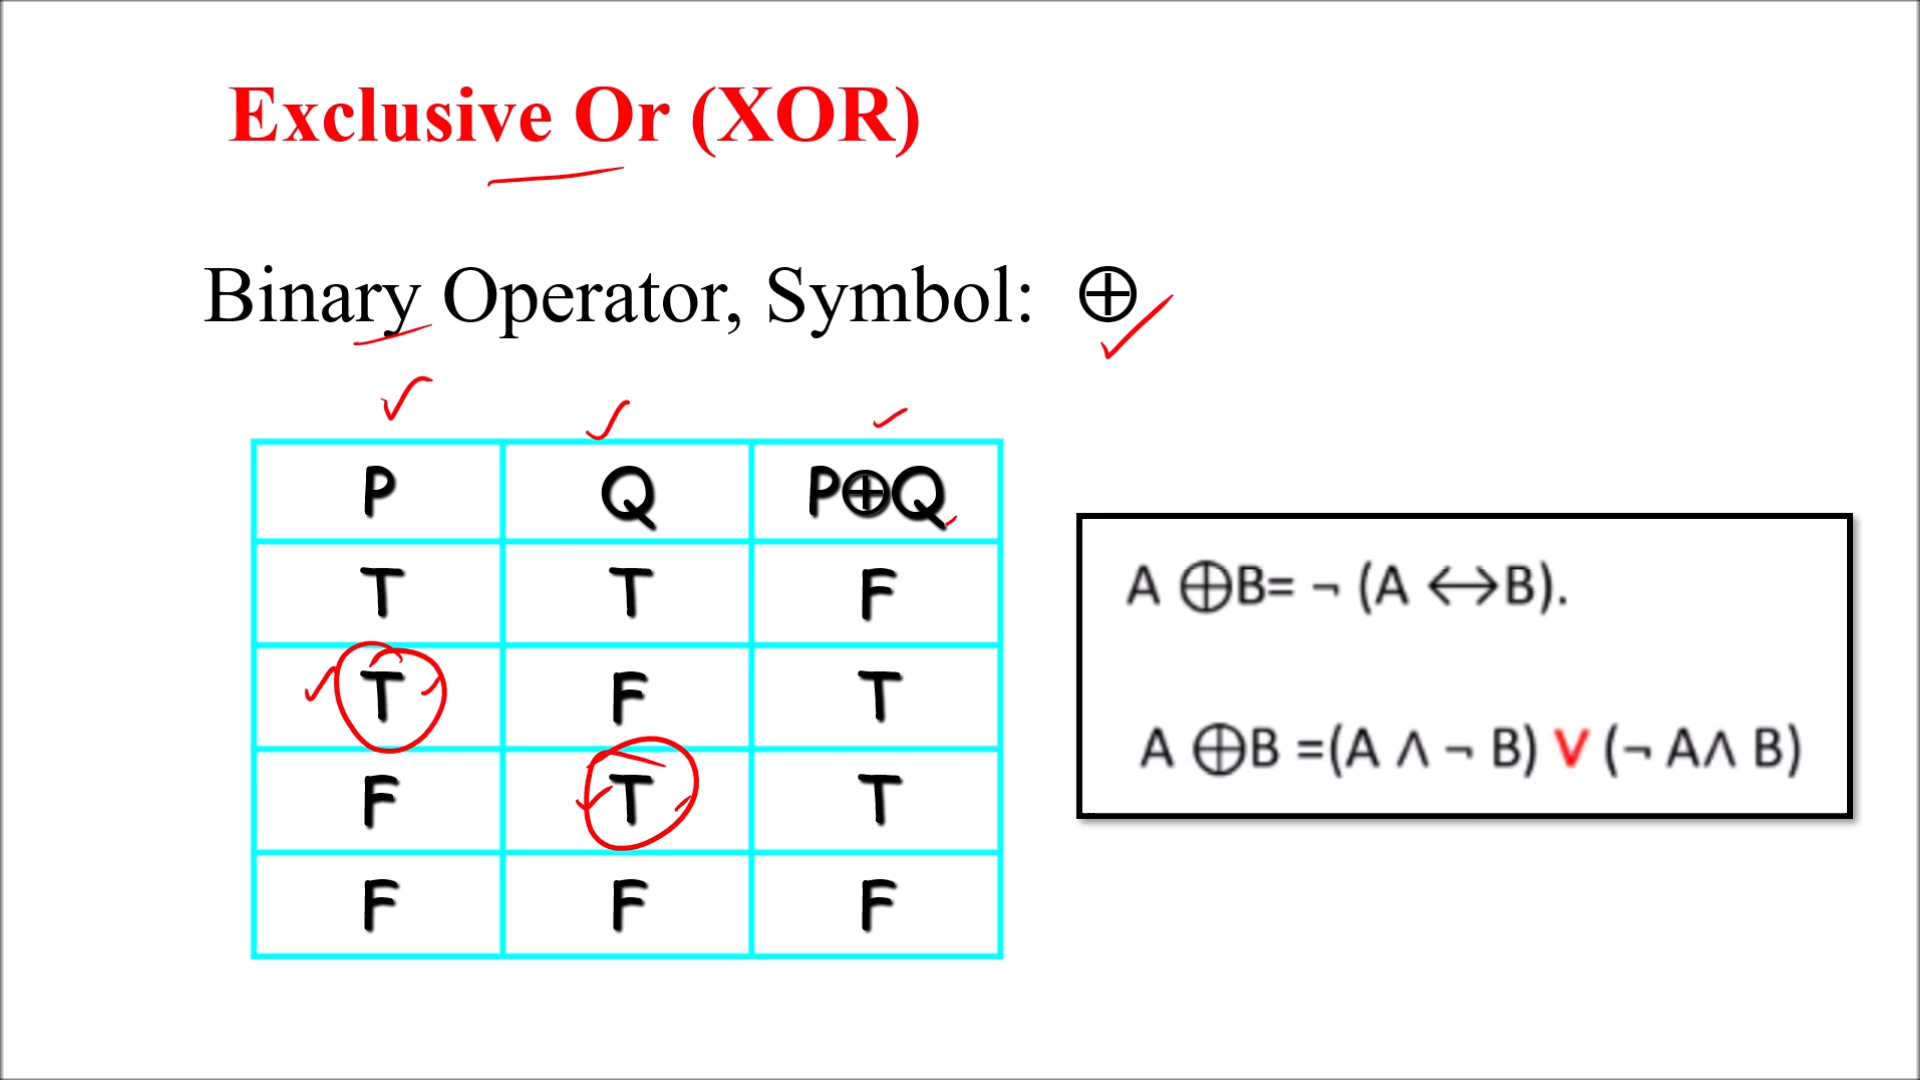 Exclusive Or (XOR)
Binary Operator, Symbol: ⊕
P Q P⊕Q
T T F
T F T
F T T
F F F
A ⊕B= ¬ (A ↔B).
A ⊕B =(A ∧ ¬ B) ∨ (¬ A∧ B)